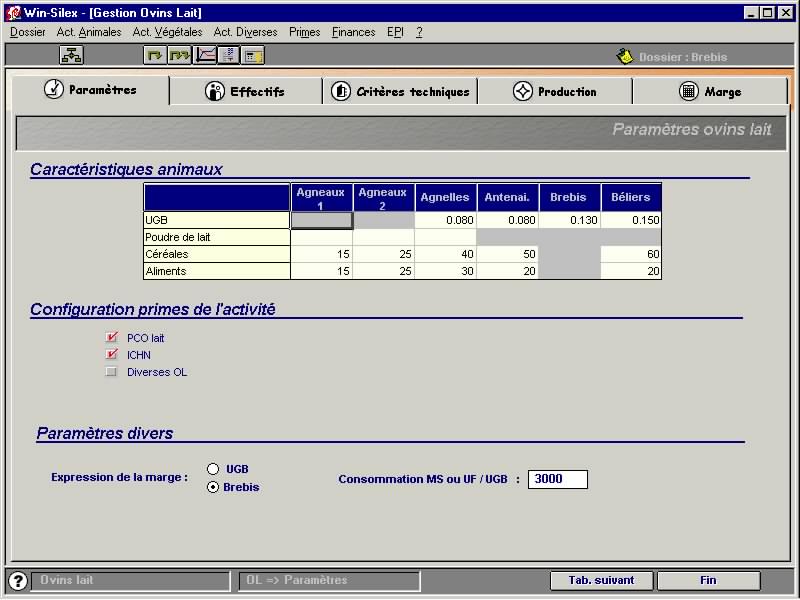 Win-Silex - [Gestion Ovins Lait]
Dossier Act. Animales Act. Végétales Act. Diverses Primes Finances EPI ?
Dossier : Brebis
Paramètres Effectifs Critères techniques Production Marge
Paramètres ovins lait
Caractéristiques animaux
Agneaux 1 Agneaux 2 Agnelles Antenai. Brebis Béliers
UGB 0.080 0.080 0.130 0.150
Poudre de lait
Céréales 15 25 40 50 60
Aliments 15 25 30 20 20
Configuration primes de l'activité
PCO lait
ICHN
Diverses OL
Paramètres divers
Expression de la marge : UGB
Brebis
Consommation MS ou UF / UGB : 3000
? Ovins lait OL => Paramètres Tab. suivant Fin